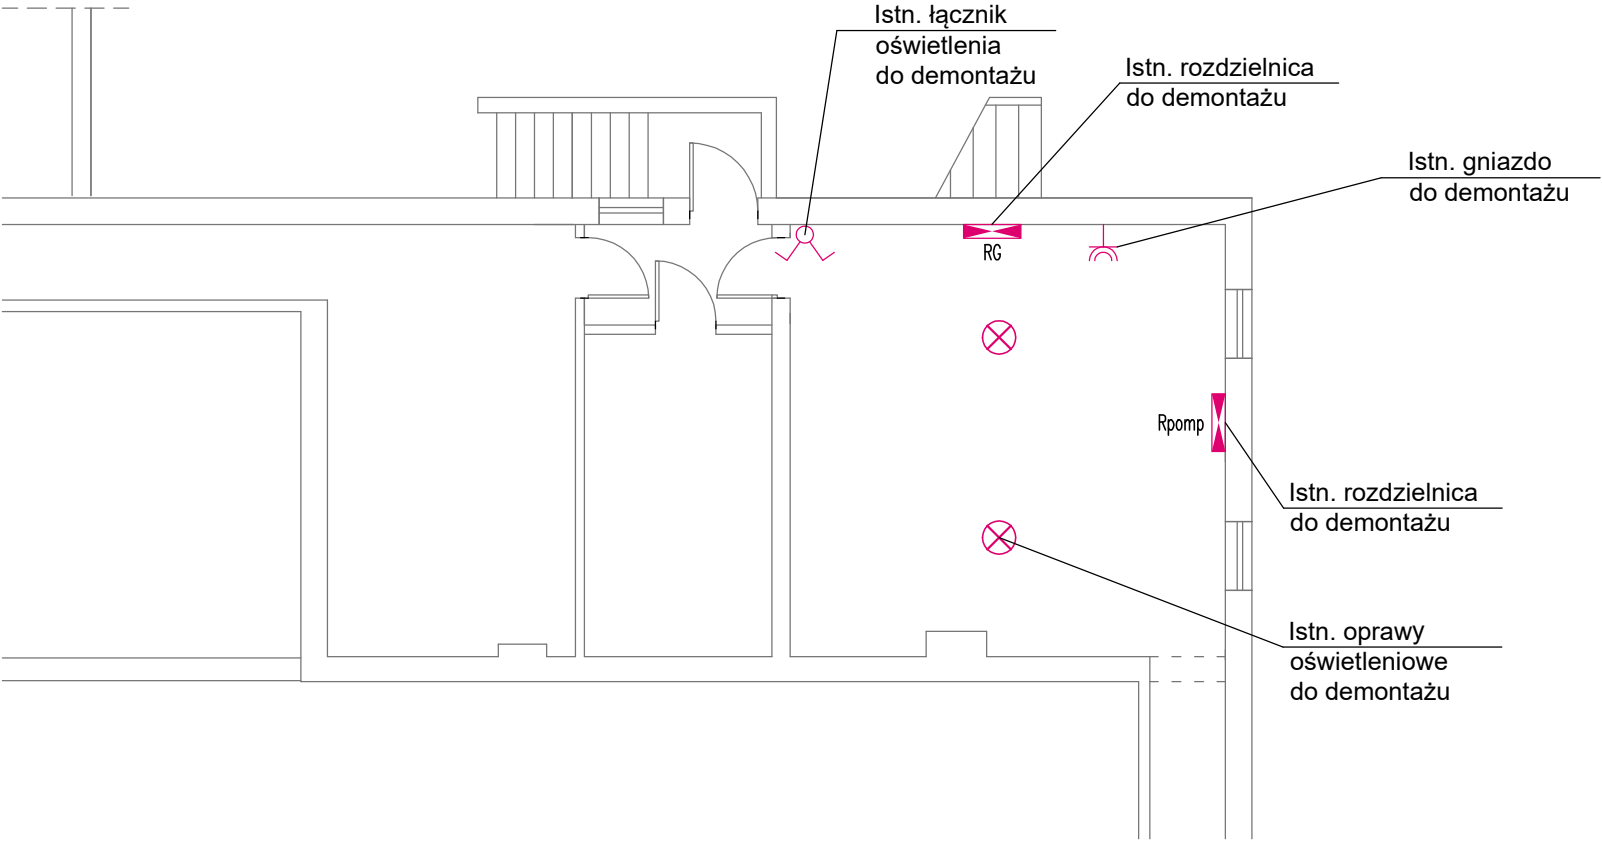 Istn. łącznik
oświetlenia
do demontażu
Istn. rozdzielnica
do demontażu
Istn. gniazdo
do demontażu
RG
Rpomp
Istn. rozdzielnica
do demontażu
Istn. oprawy
oświetleniowe
do demontażu